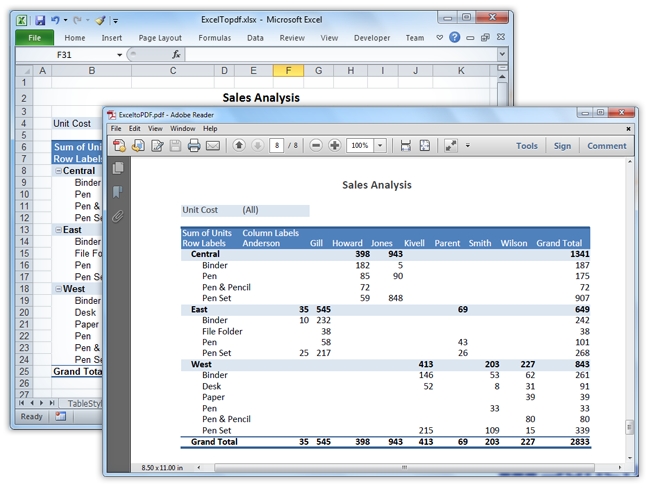 ExcelTopdf.xlsx - Microsoft Excel
File Home Insert Page Layout Formulas Data Review View Developer Team
F31 fx
A B C D E F G H I J K
1
2 Sales Analysis
3
4 Unit Cost
5
6 Sum of Uni
7 Row Labels
8 Central
9 Binder
10 Pen
11 Pen &
12 Pen Se
13 East
14 Binder
15 File Fo
16 Pen
17 Pen Se
18 West
19 Binder
20 Desk
21 Paper
22 Pen
23 Pen &
24 Pen Se
25 Grand Tota
26
27
TableStyl
Ready
ExceltoPDF.pdf - Adobe Reader
File Edit View Window Help
8 / 8 100% Tools Sign Comment
Sales Analysis
Unit Cost (All)
Sum of Units Column Labels
Row Labels Anderson Gill Howard Jones Kivell Parent Smith Wilson Grand Total
Central 398 943 1341
Binder 182 5 187
Pen 85 90 175
Pen & Pencil 72 72
Pen Set 59 848 907
East 35 545 69 649
Binder 10 232 242
File Folder 38 38
Pen 58 43 101
Pen Set 25 217 26 268
West 413 203 227 843
Binder 146 53 62 261
Desk 52 8 31 91
Paper 39 39
Pen 33 33
Pen & Pencil 80 80
Pen Set 215 109 15 339
Grand Total 35 545 398 943 413 69 203 227 2833
8.50 x 11.00 in